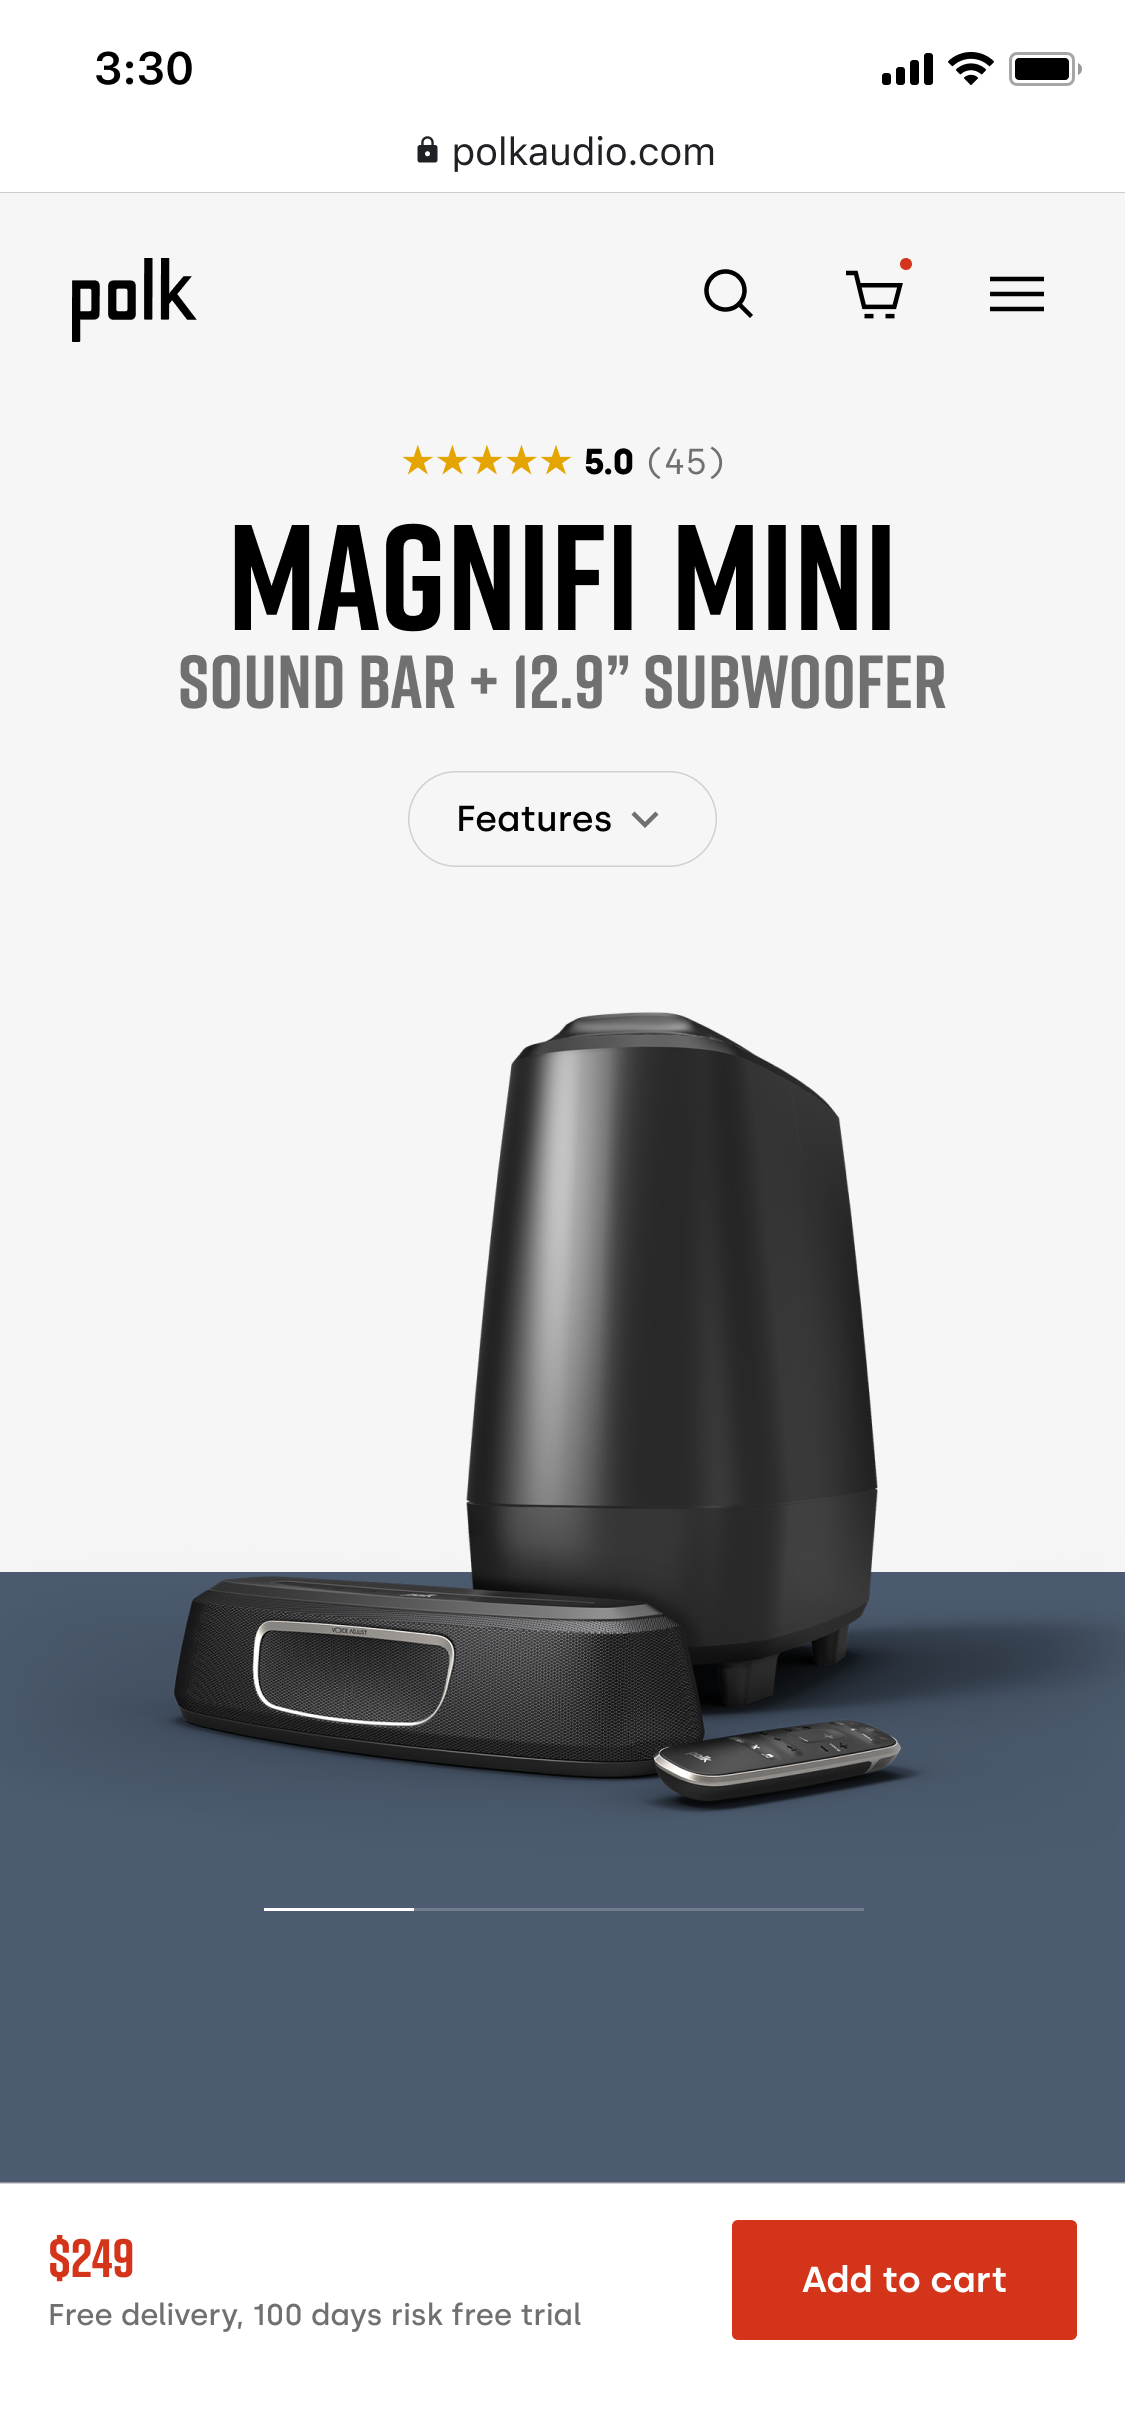 3:30
polkaudio.com
polk
5.0 (45)
MAGNIFI MINI
SOUND BAR + 12.9” SUBWOOFER
Features
VOICE ADJUST
polk
$249
Free delivery, 100 days risk free trial
Add to cart